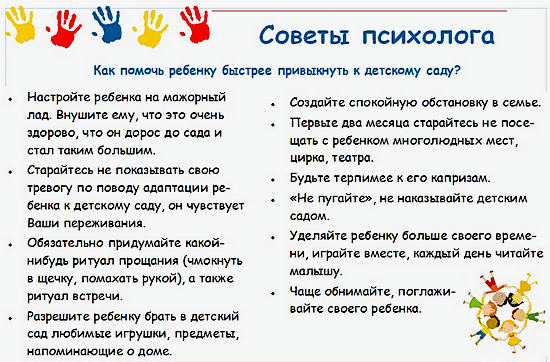 Советы психолога
Как помочь ребенку быстрее привыкнуть к детскому саду?
• Настройте ребенка на мажорный
лад. Внушите ему, что это очень
здорово, что он дорос до сада и
стал таким большим.
• Старайтесь не показывать свою
тревогу по поводу адаптации ре-
бенка к детскому саду, он чувствует
Ваши переживания.
• Обязательно придумайте какой-
нибудь ритуал прощания (чмокнуть
в щечку, помахать рукой), а также
ритуал встречи.
• Разрешите ребенку брать в детский
сад любимые игрушки, предметы,
напоминающие о доме.
• Создайте спокойную обстановку в семье.
• Первые два месяца старайтесь не посе-
щать с ребенком многолюдных мест,
цирка, театра.
• Будьте терпимее к его капризам.
• «Не пугайте», не наказывайте детским
садом.
• Уделяйте ребенку больше своего време-
ни, играйте вместе, каждый день читайте
малышу.
• Чаще обнимайте, поглажи-
вайте своего ребенка.